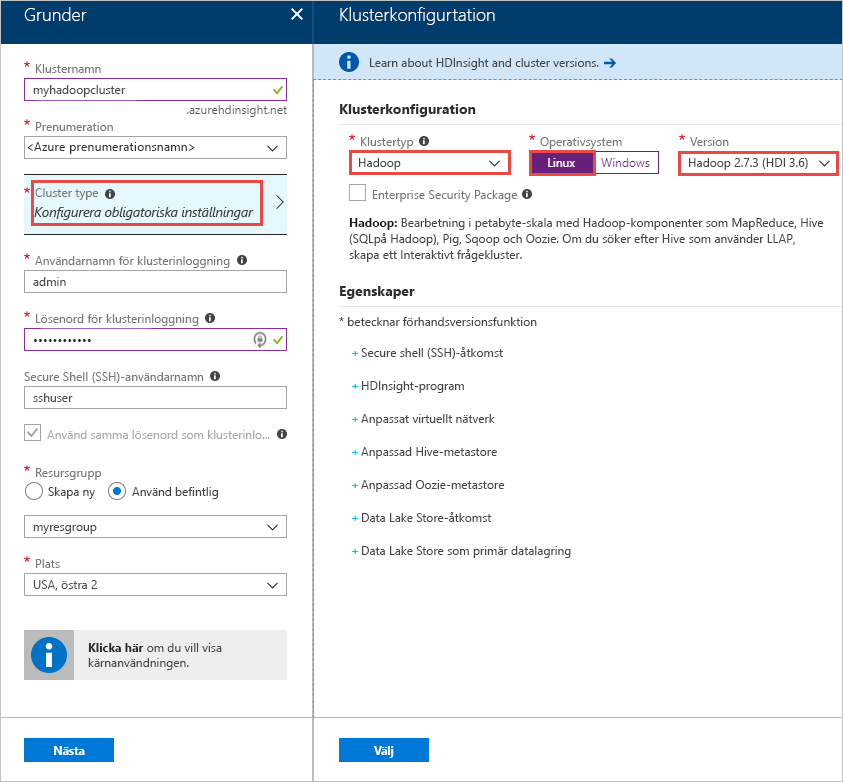 Grunder
* Klusternamn
myhadoopcluster
.azurehdinsight.net
* Prenumeration
<Azure prenumerationsnamn>
* Cluster type
Konfigurera obligatoriska inställningar
* Användarnamn för klusterinloggning
admin
* Lösenord för klusterinloggning
••••••••••••
Secure Shell (SSH)-användarnamn
sshuser
Använd samma lösenord som klusterinlo...
* Resursgrupp
Skapa ny Använd befintlig
myresgroup
* Plats
USA, östra 2
Klicka här om du vill visa
kärnanvändningen.
Nästa
Klusterkonfigurtation
Learn about HDInsight and cluster versions. →
Klusterkonfiguration
* Klustertyp * Operativsystem * Version
Hadoop Linux Windows Hadoop 2.7.3 (HDI 3.6)
Enterprise Security Package
Hadoop: Bearbetning i petabyte-skala med Hadoop-komponenter som MapReduce, Hive
(SQLpå Hadoop), Pig, Sqoop och Oozie. Om du söker efter Hive som använder LLAP,
skapa ett Interaktivt frågekluster.
Egenskaper
* betecknar förhandsversionsfunktion
+ Secure shell (SSH)-åtkomst
+ HDInsight-program
+ Anpassat virtuellt nätverk
+ Anpassad Hive-metastore
+ Anpassad Oozie-metastore
+ Data Lake Store-åtkomst
+ Data Lake Store som primär datalagring
Välj